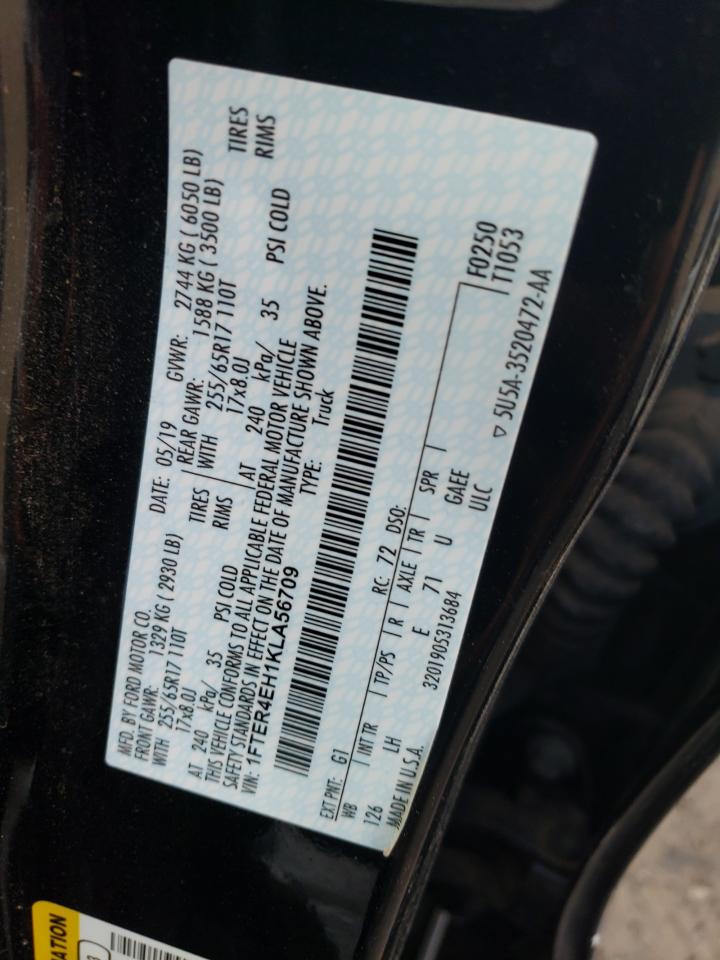 MFD. BY FORD MOTOR CO.
DATE: 05/19 GVWR: 2744 KG ( 6050 LB)
FRONT GAWR: 1329 KG (2930 LB)
REAR GAWR: 1588 KG ( 3500 LB)
WITH 255/65R17 110T TIRES
WITH 255/65R17 110T TIRES
17x8.0J RIMS
17x8.0J RIMS
AT 240 kPa/ 35 PSI COLD
AT 240 kPa/ 35 PSI COLD
THIS VEHICLE CONFORMS TO ALL APPLICABLE FEDERAL MOTOR VEHICLE
SAFETY STANDARDS IN EFFECT ON THE DATE OF MANUFACTURE SHOWN ABOVE.
VIN: 1FTER4EH1KLA56709
TYPE: Truck
EXT PNT: G1 RC: 72 DSO: F0250
T1053
WB INT TR TP/PS R AXLE TR SPR
126 LH E 71 U GAEE
MADE IN U.S.A. 3201905313684 ULC
▽ 5U5A-3520472-AA
ATION
3